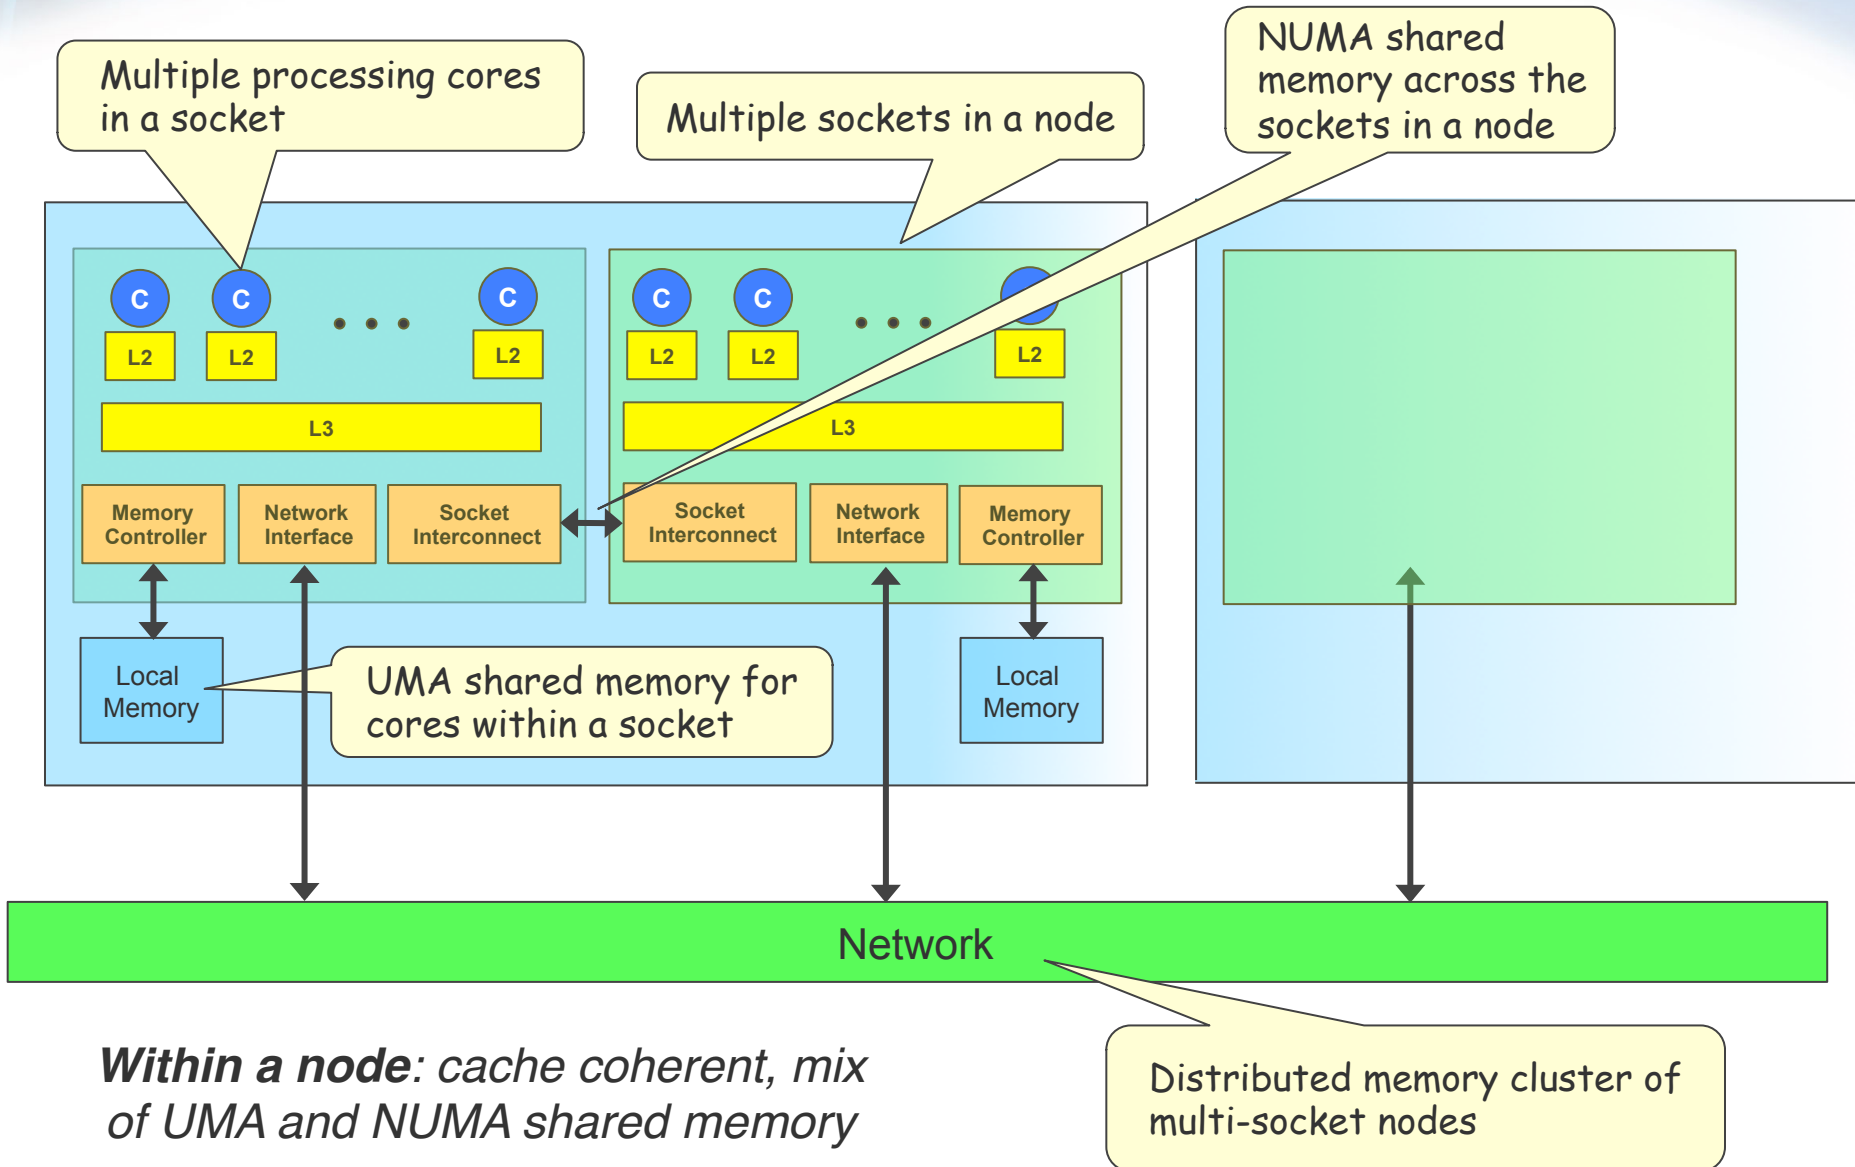 Multiple processing cores
in a socket
Multiple sockets in a node
NUMA shared
memory across the
sockets in a node
C
C
C
L2
L2
L2
L3
Memory
Controller
Network
Interface
Socket
Interconnect
C
C
L2
L2
L2
L3
Socket
Interconnect
Network
Interface
Memory
Controller
Local
Memory
UMA shared memory for
cores within a socket
Local
Memory
Network
Within a node: cache coherent, mix
of UMA and NUMA shared memory
Distributed memory cluster of
multi-socket nodes